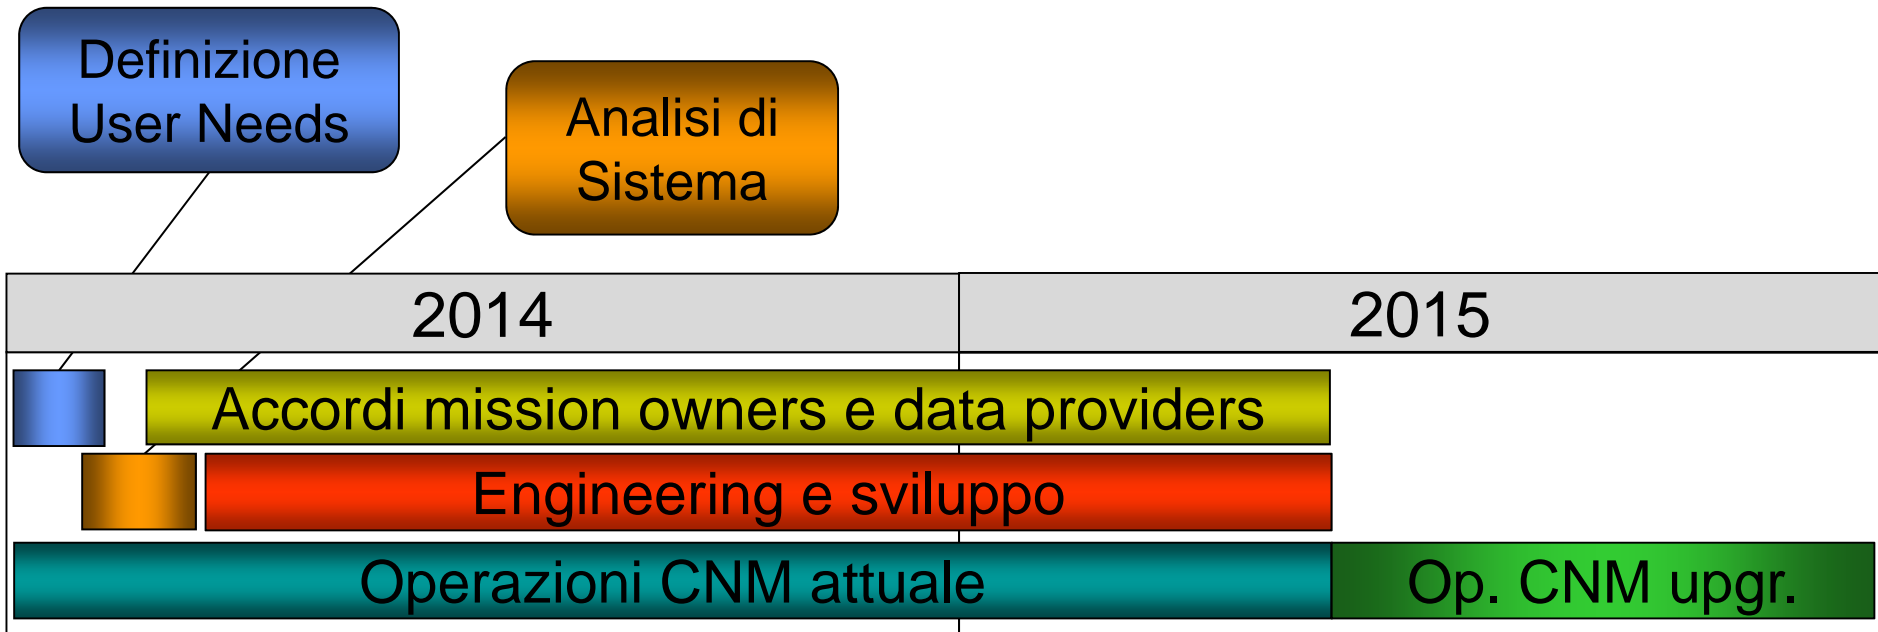 Definizione
User Needs
Analisi di
Sistema
2014
2015
Accordi mission owners e data providers
Engineering e sviluppo
Operazioni CNM attuale
Op. CNM upgr.